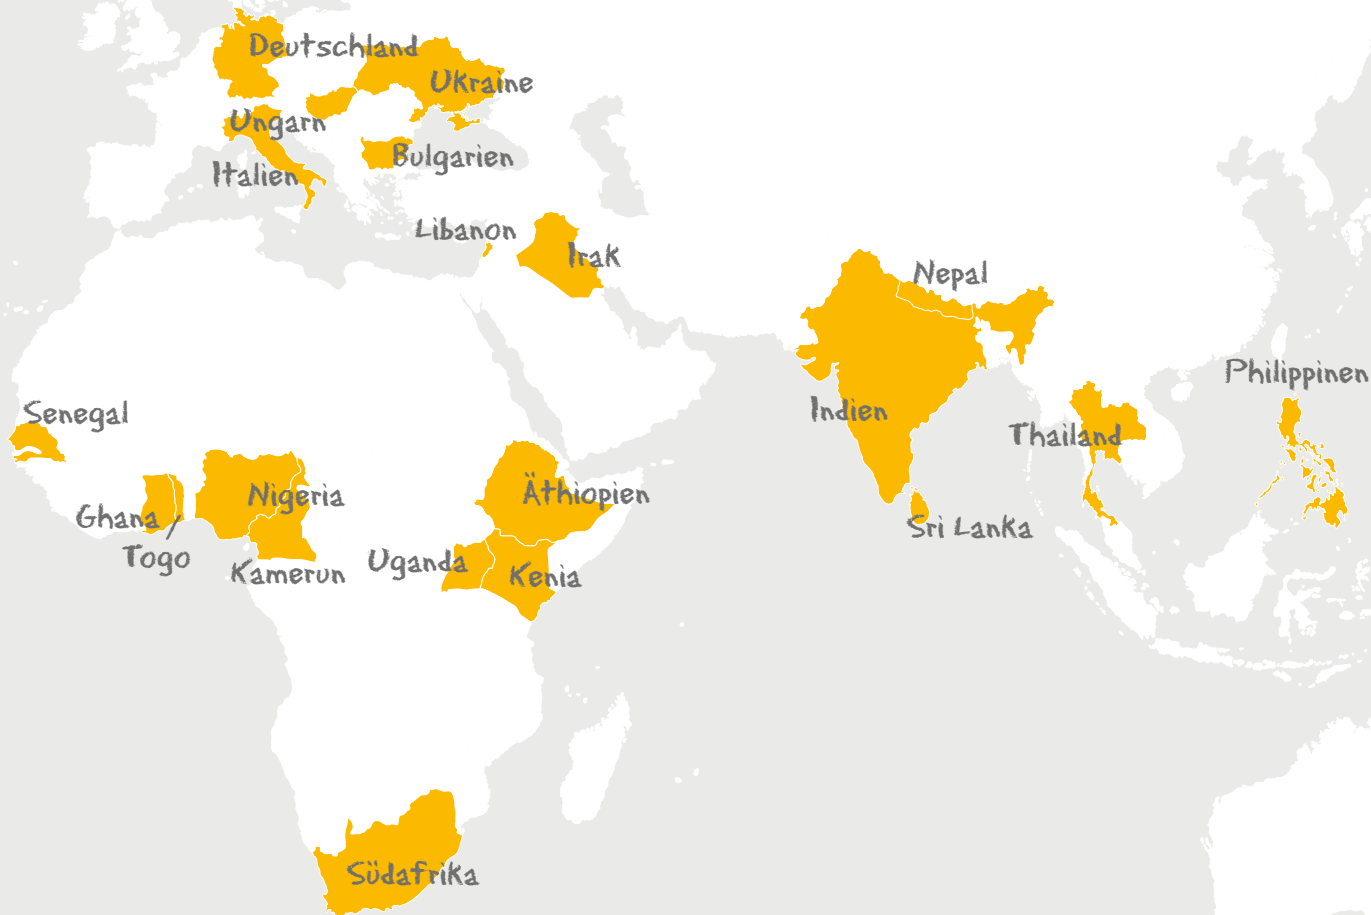 Deutschland
Ukraine
Ungarn
Bulgarien
Italien
Libanon
Irak
Nepal
Philippinen
Senegal
Indien
Thailand
Nigeria
Äthiopien
Ghana
Sri Lanka
Togo
Uganda
Kamerun
Kenia
Südafrika